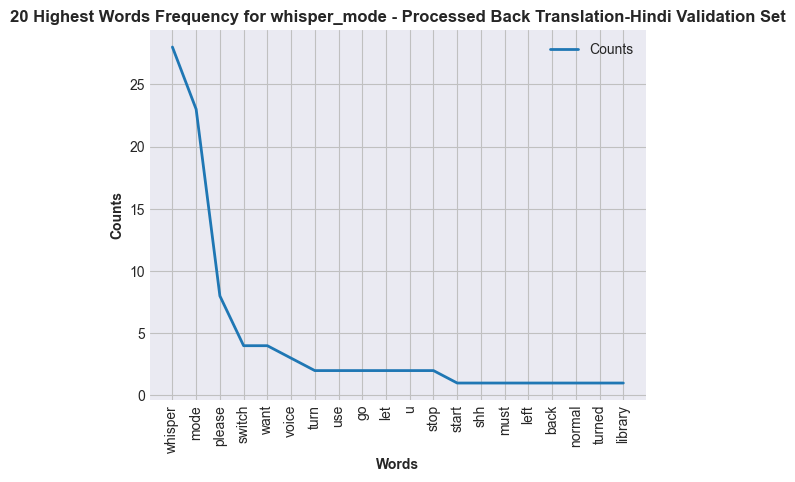 20 Highest Words Frequency for whisper_mode - Processed Back Translation-Hindi Validation Set
Counts
25
20
15
10
5
0
Counts
whisper
mode
please
switch
want
voice
turn
use
go
let
u
stop
start
shh
must
left
back
normal
turned
library
Words